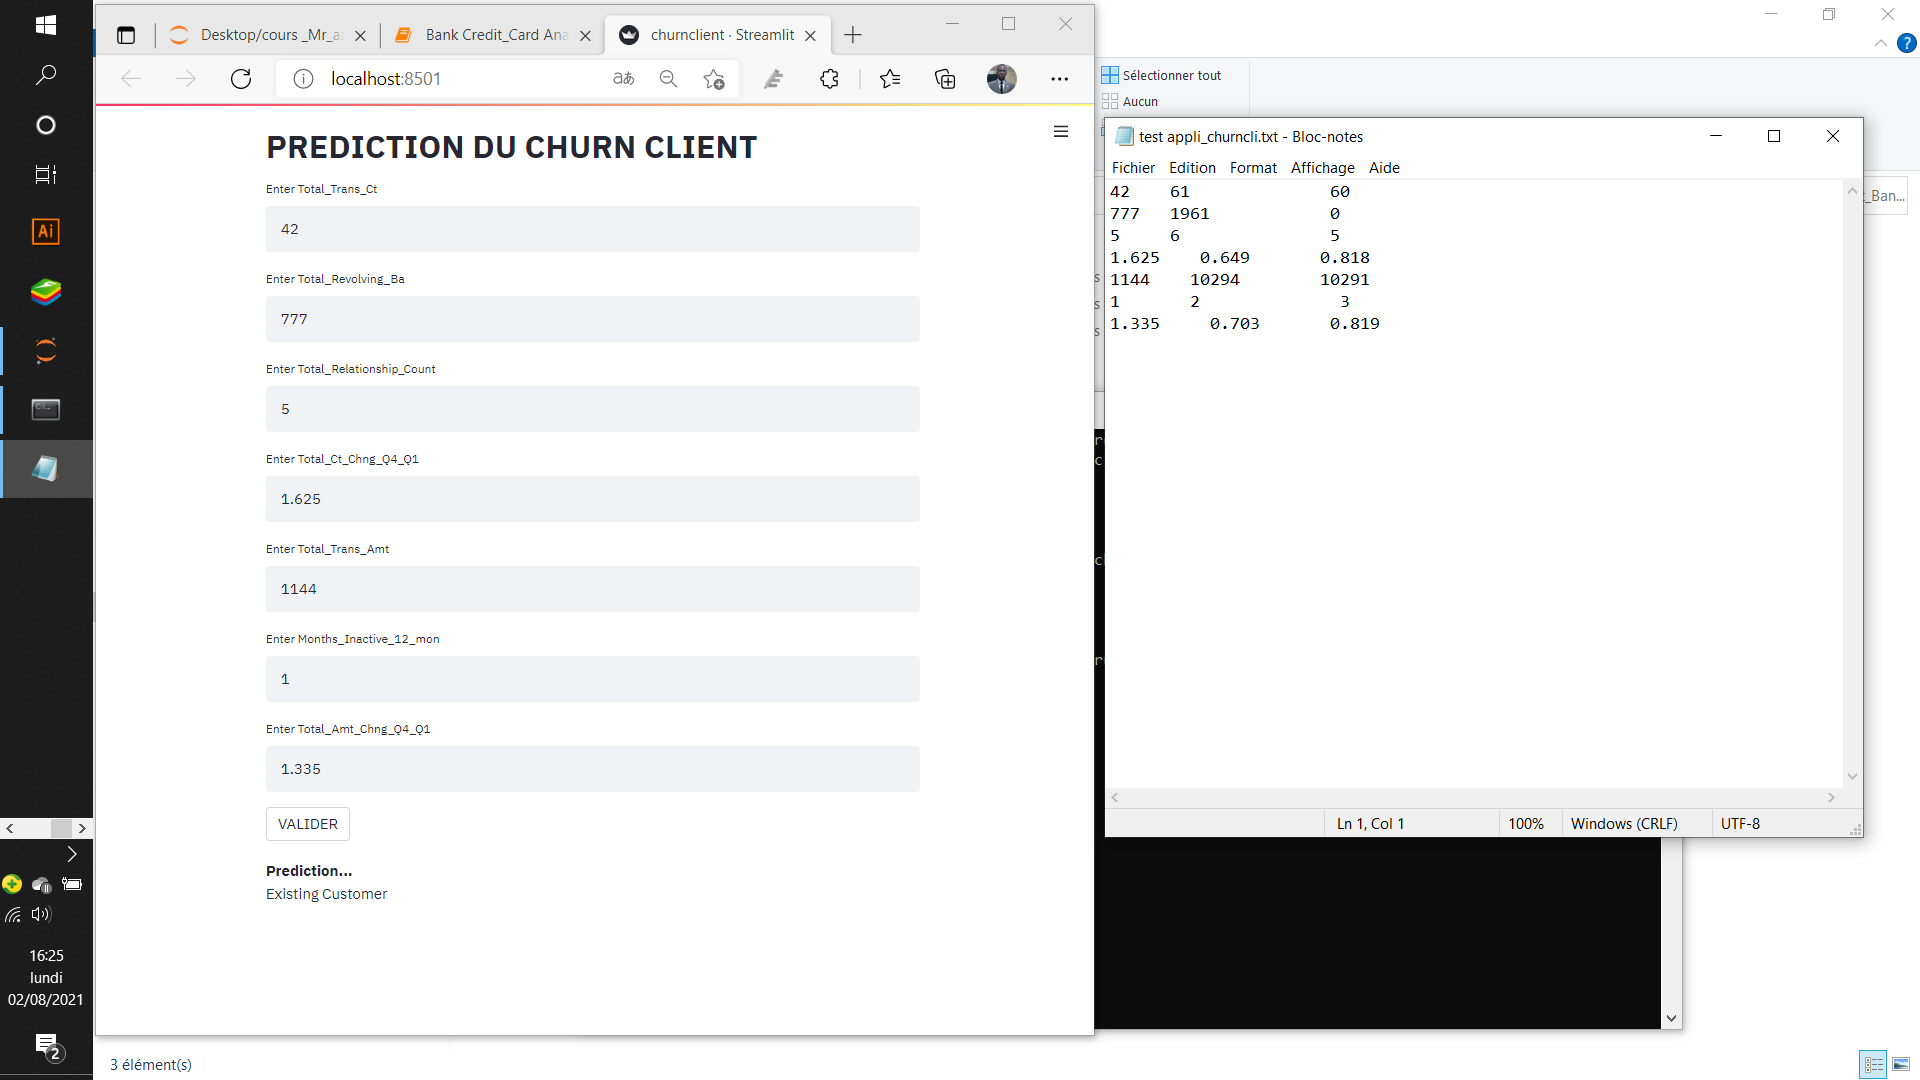 Desktop/cours _Mr_a
Bank Credit_Card Ana
churnclient · Streamlit
localhost:8501
PREDICTION DU CHURN CLIENT
Enter Total_Trans_Ct
42
Enter Total_Revolving_Ba
777
Enter Total_Relationship_Count
5
Enter Total_Ct_Chng_Q4_Q1
1.625
Enter Total_Trans_Amt
1144
Enter Months_Inactive_12_mon
1
Enter Total_Amt_Chng_Q4_Q1
1.335
VALIDER
Prediction...
Existing Customer
Sélectionner tout
Aucun
test appli_churncli.txt - Bloc-notes
Fichier Edition Format Affichage Aide
_Ban...
42 61 60
777 1961 0
5 6 5
1.625 0.649 0.818
1144 10294 10291
1 2 3
1.335 0.703 0.819
Ln 1, Col 1 100% Windows (CRLF) UTF-8
Ai
16:25
lundi
02/08/2021
2
3 élément(s)